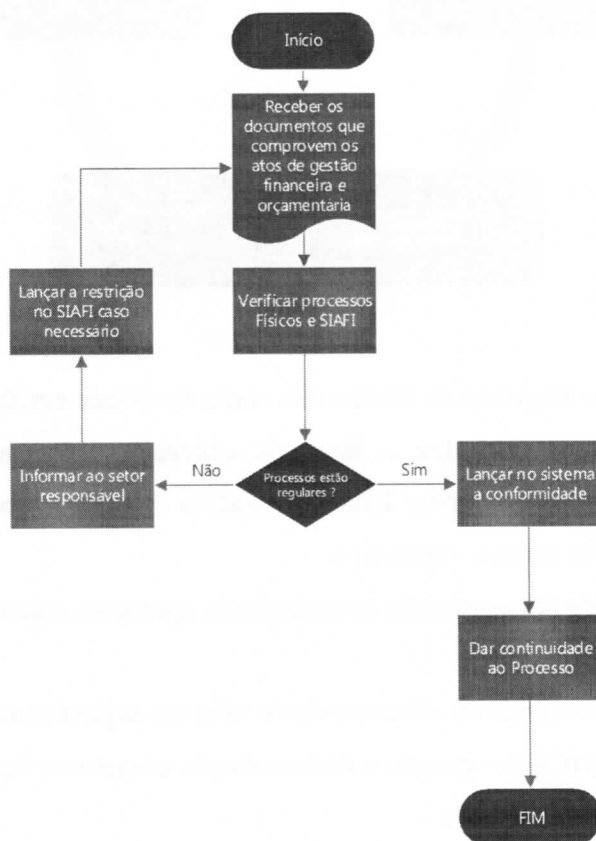 Início
Receber os
documentos que
comprovem os
atos de gestão
financeira e
orçamentária
Lançar a restrição
no SIAFI caso
necessário
Verificar processos
Físicos e SIAFI
Informar ao setor
responsável
Não
Processos estão
regulares ?
Sim
Lançar no sistema
a conformidade
Dar continuidade
ao Processo
FIM